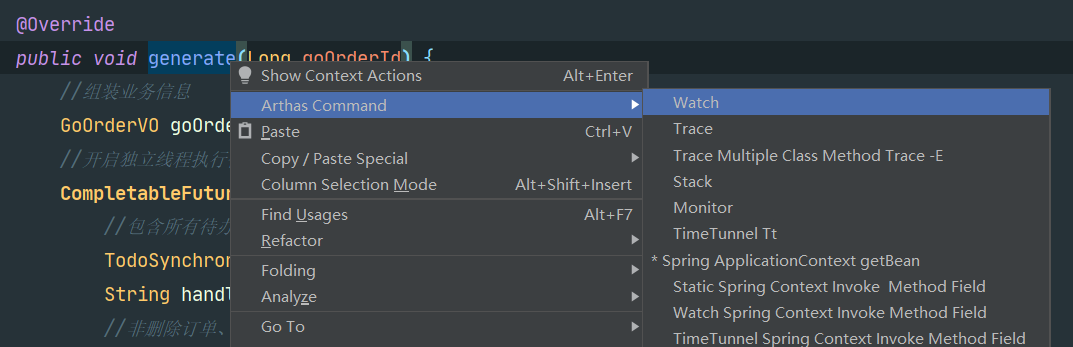 @Override
public void generate(Long goOrderId) {
//组装业务信息
GoOrderVO goOrde
//开启独立线程执行
CompletableFutur
//包含所有待办
TodoSynchron
String handl
//非删除订单、
Show Context Actions Alt+Enter
Arthas Command
Paste Ctrl+V
Copy / Paste Special
Column Selection Mode Alt+Shift+Insert
Find Usages Alt+F7
Refactor
Folding
Analyze
Go To
Watch
Trace
Trace Multiple Class Method Trace -E
Stack
Monitor
TimeTunnel Tt
* Spring ApplicationContext getBean
Static Spring Context Invoke Method Field
Watch Spring Context Invoke Method Field
TimeTunnel Spring Context Invoke Method Field